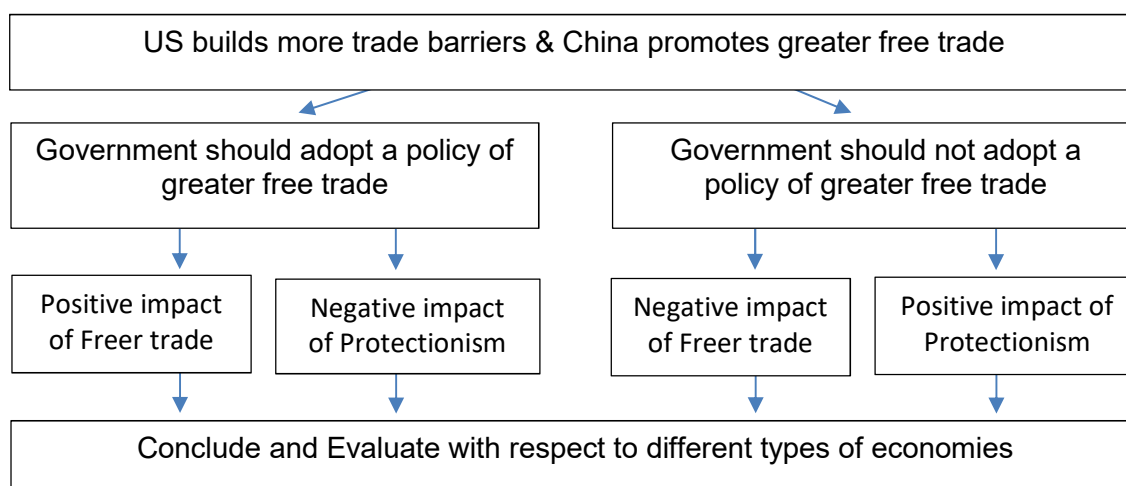 US builds more trade barriers & China promotes greater free trade
Government should adopt a policy of
greater free trade
Government should not adopt a
policy of greater free trade
Positive impact
of Freer trade
Negative impact
of Protectionism
Negative impact
of Freer trade
Positive impact of
Protectionism
Conclude and Evaluate with respect to different types of economies